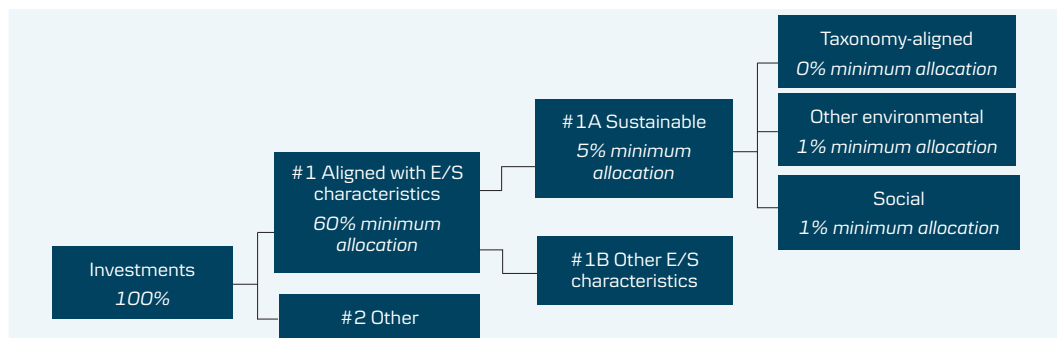 Taxonomy-aligned
0% minimum allocation
Other environmental
1% minimum allocation
Social
1% minimum allocation
#1A Sustainable
5% minimum
allocation
#1B Other E/S
characteristics
#1 Aligned with E/S
characteristics
60% minimum
allocation
#2 Other
Investments
100%